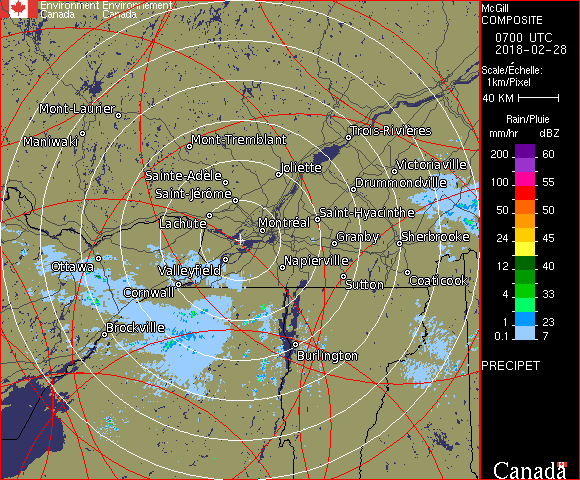 Environment Environnement
Canada Canada
McGill
COMPOSITE
0700 UTC
2018-02-28
Scale/Échelle:
1km/Pixel
40 KM
Rain/Pluie
mm/hr dBZ
200 60
100 55
75 50
50 50
24 45
12 40
4 33
1 23
0.1 7
PRECIPET
Canada
Mont-Laurier
Maniwaki
Mont-Tremblant
Trois-Rivières
Joliette
Victoriaville
Sainte-Adèle
Drummondville
Saint-Jérôme
Lachute
Saint-Hyacinthe
Montréal
Granby
Sherbrooke
Ottawa
Valleyfield
Napierville
Cornwall
Sutton
Coaticook
Brockville
Burlington